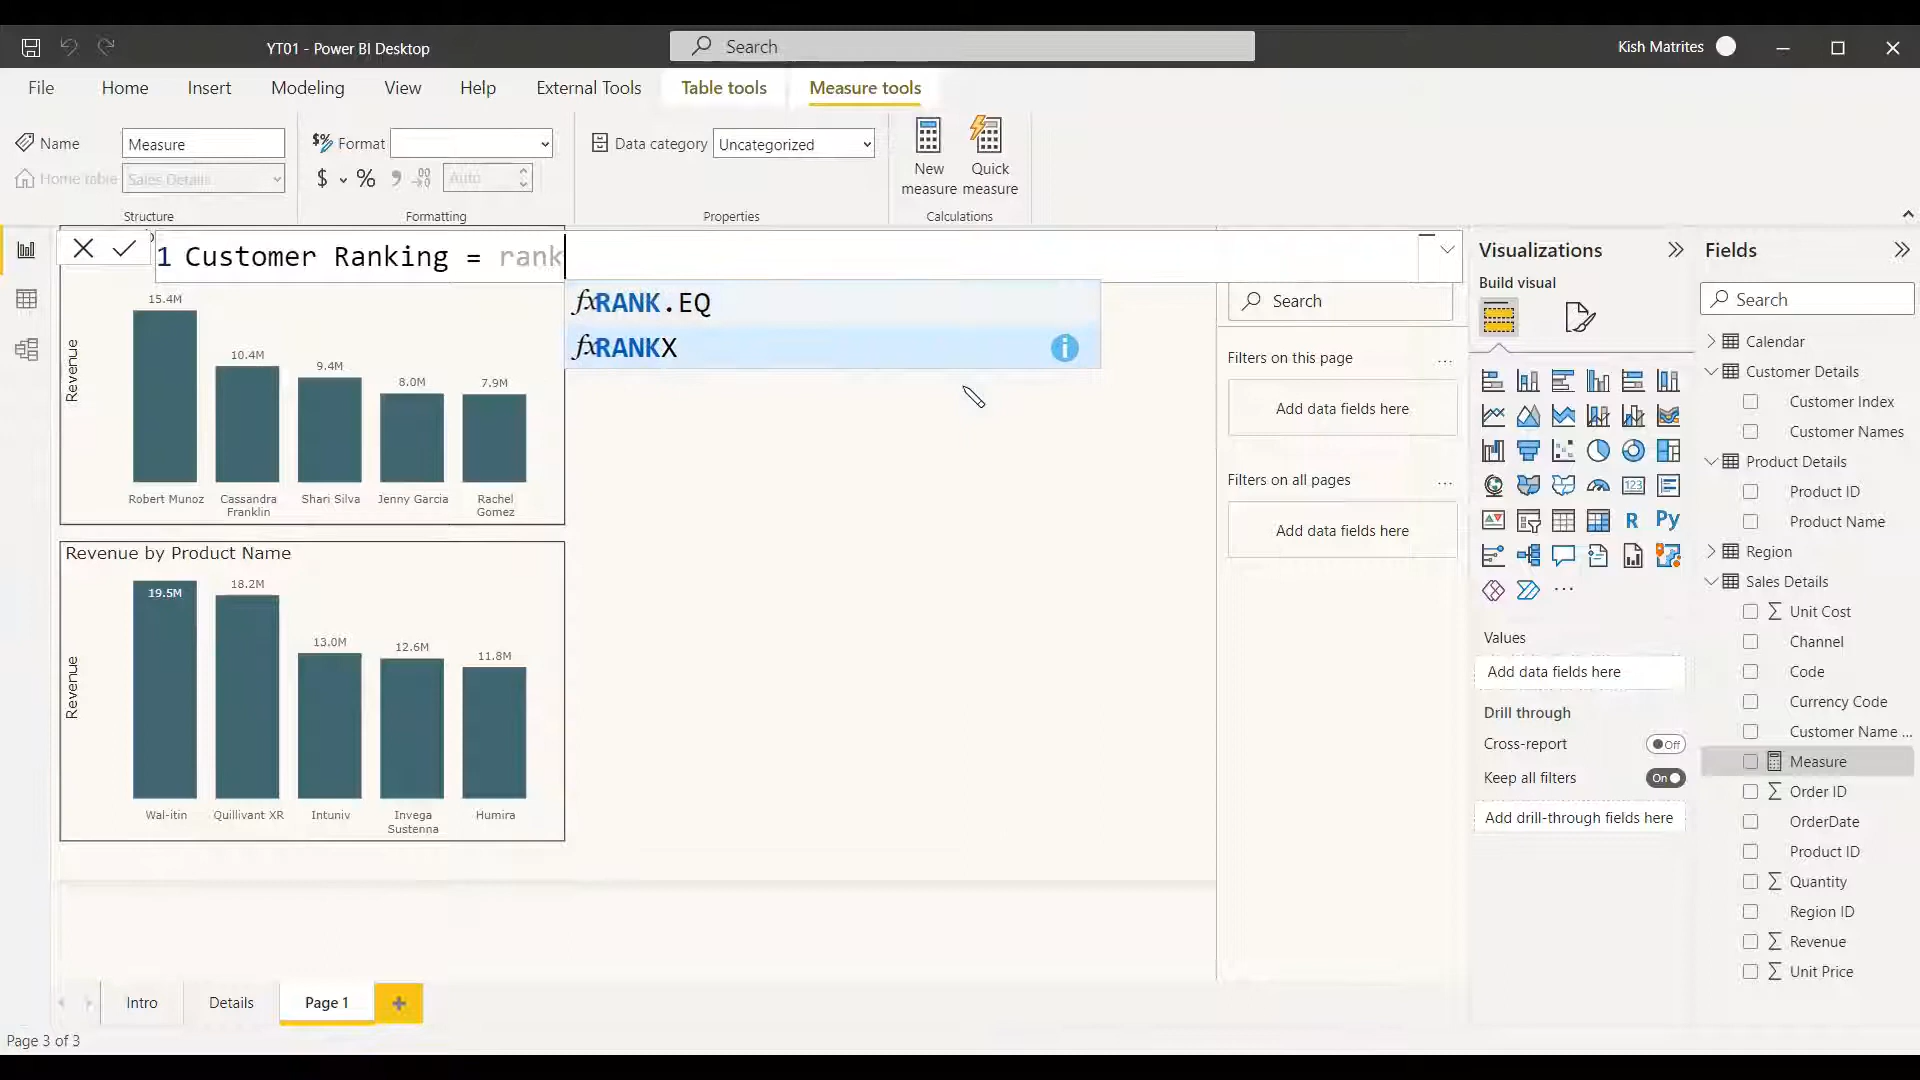 YT01 - Power BI Desktop
Search
Kish Matrites
File
Home
Insert
Modeling
View
Help
External Tools
Table tools
Measure tools
Name
Measure
Home table
Sales Details
Structure
Format
$
%
Auto
Formatting
Data category
Uncategorized
Properties
New
measure
Quick
measure
Calculations
1 Customer Ranking = rank
fx RANK.EQ
fx RANKX
Revenue
15.4M
10.4M
9.4M
8.0M
7.9M
Robert Munoz
Cassandra
Franklin
Shari Silva
Jenny Garcia
Rachel
Gomez
Revenue by Product Name
Revenue
19.5M
18.2M
13.0M
12.6M
11.8M
Wal-itin
Quillivant XR
Intuniv
Invega
Sustenna
Humira
Search
Filters on this page
...
Add data fields here
Filters on all pages
...
Add data fields here
Visualizations
Build visual
123
R
Py
...
Values
Add data fields here
Drill through
Cross-report
Off
Keep all filters
On
Add drill-through fields here
Fields
Search
Calendar
Customer Details
Customer Index
Customer Names
Product Details
Product ID
Product Name
Region
Sales Details
Unit Cost
Channel
Code
Currency Code
Customer Name ...
Measure
Order ID
OrderDate
Product ID
Quantity
Region ID
Revenue
Unit Price
Intro
Details
Page 1
Page 3 of 3